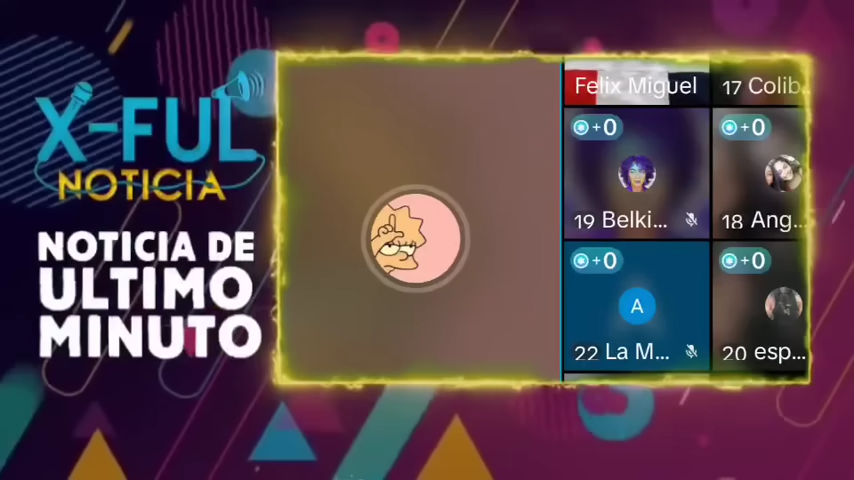 X-FUL
NOTICIA
NOTICIA DE
ULTIMO
MINUTO
Felix Miguel
17 Colib...
+0
+0
19 Belki...
18 Ang...
+0
+0
A
22 La M...
20 esp...